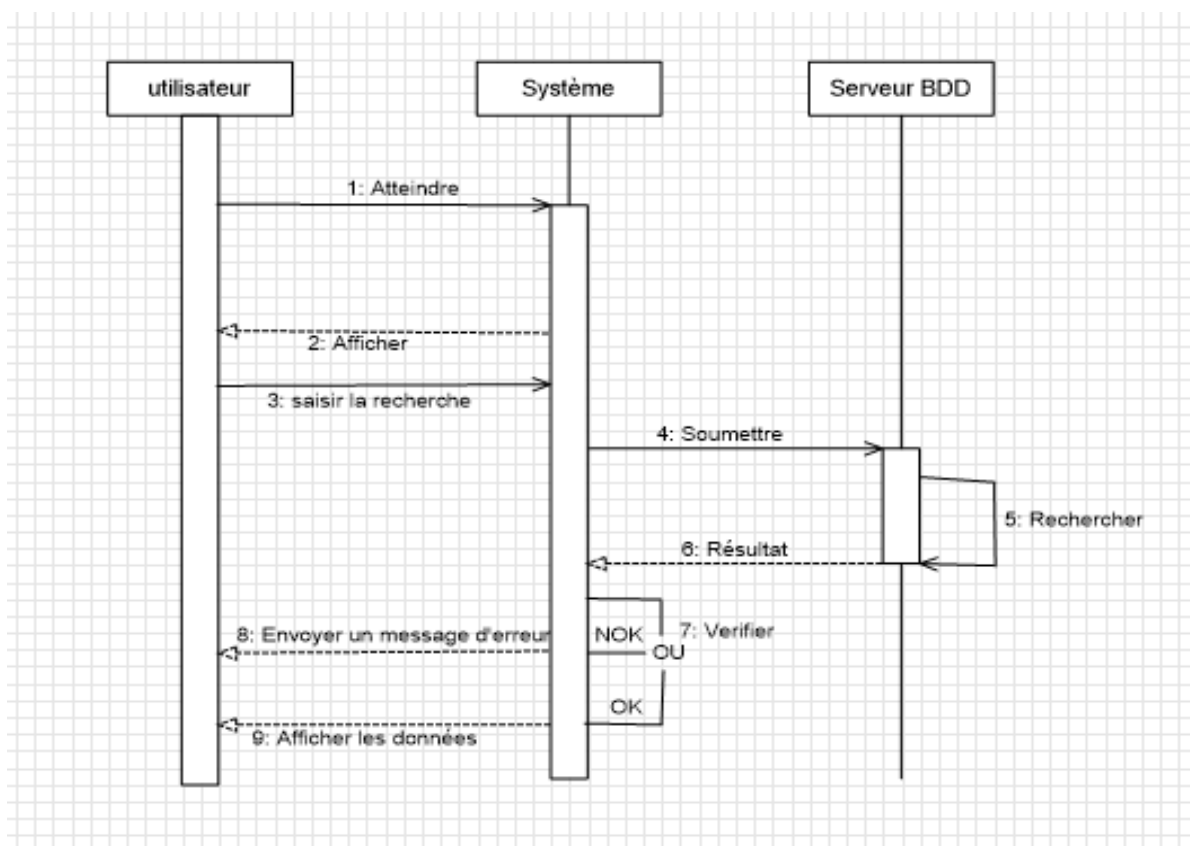 utilisateur
Système
Serveur BDD
1: Atteindre
2: Afficher
3: saisir la recherche
4: Soumettre
5: Rechercher
6: Résultat
8: Envoyer un message d'erreur
NOK
7: Verifier
OU
OK
9: Afficher les données